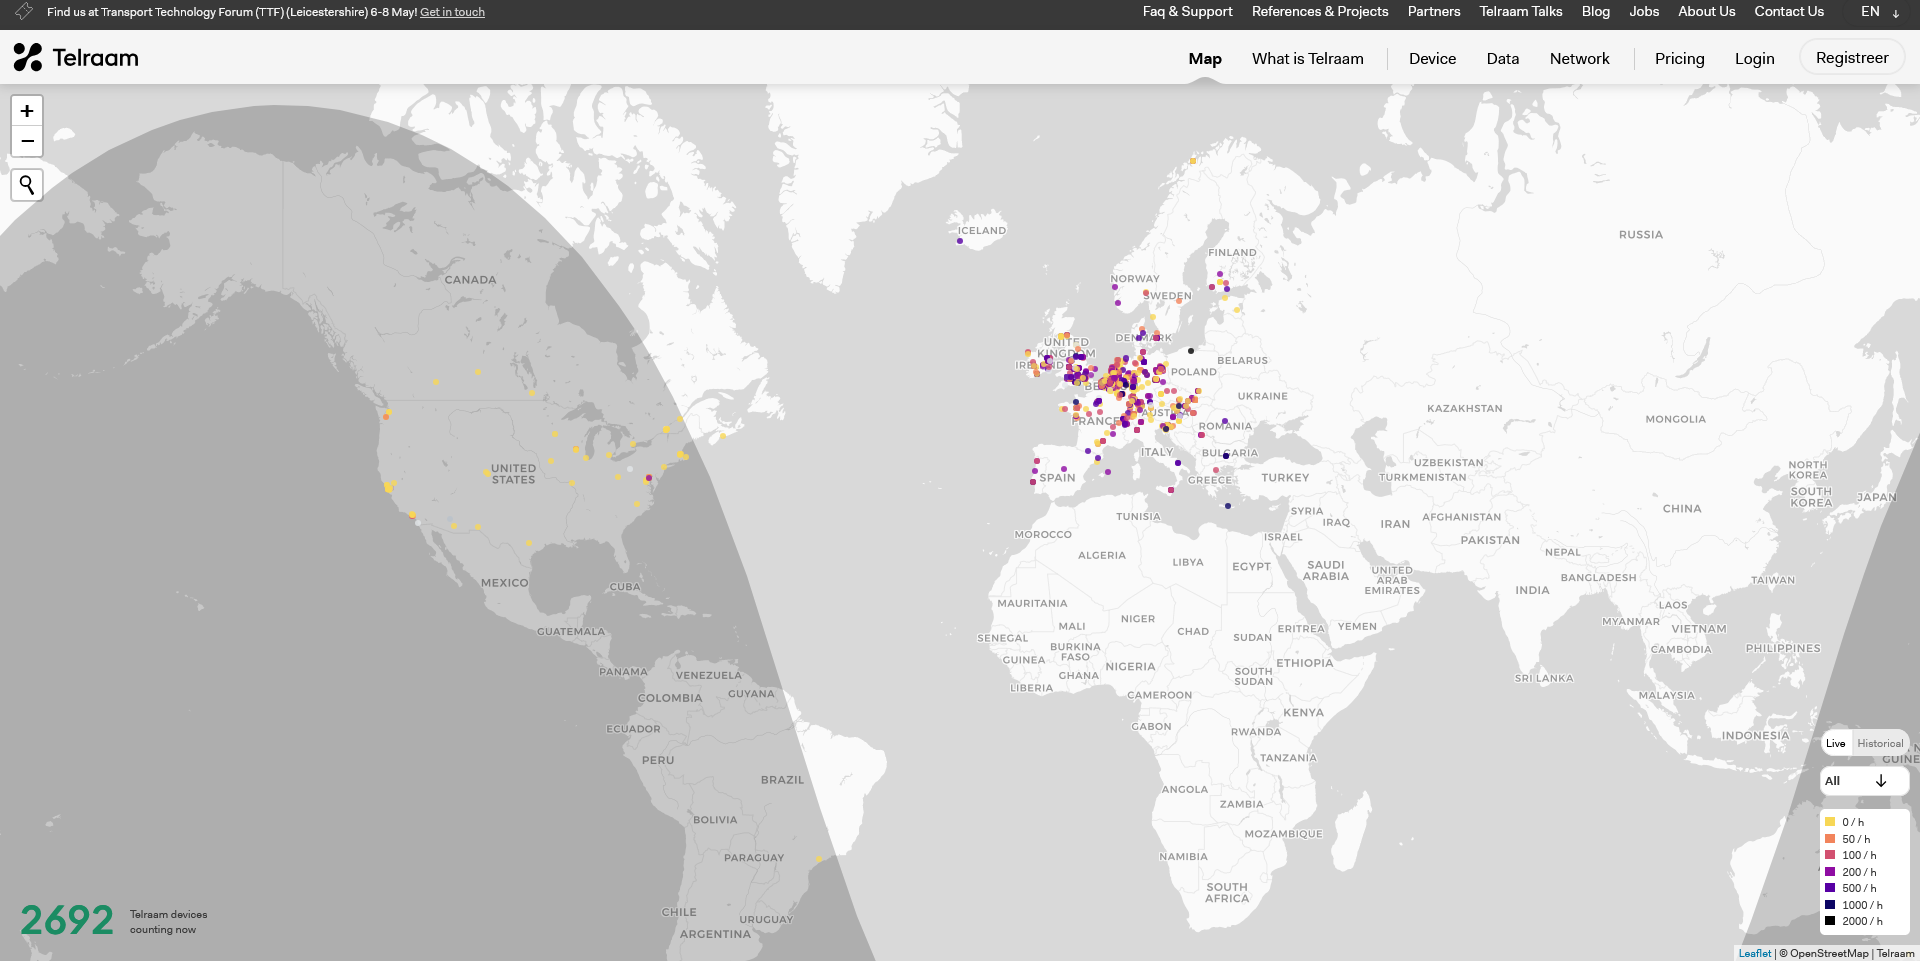 Find us at Transport Technology Forum (TTF) (Leicestershire) 6-8 May! Get in touch
Faq & Support References & Projects Partners Telraam Talks Blog Jobs About Us Contact Us EN ↓
Telraam
Map What is Telraam Device Data Network Pricing Login Registreer
+
−
ICELAND
RUSSIA
FINLAND
CANADA
NORWAY
SWEDEN
DENMARK
UNITED
KINGDOM
BELARUS
POLAND
UKRAINE
KAZAKHSTAN
MONGOLIA
FRANCE
ROMANIA
ITALY
BULGARIA
UZBEKISTAN
NORTH
KOREA
UNITED
STATES
SPAIN
GREECE
TURKEY
TURKMENISTAN
SOUTH
KOREA
JAPAN
CHINA
TUNISIA
SYRIA
IRAQ
IRAN
AFGHANISTAN
MOROCCO
ISRAEL
PAKISTAN
ALGERIA
LIBYA
EGYPT
NEPAL
SAUDI
ARABIA
UNITED
ARAB
EMIRATES
BANGLADESH
TAIWAN
MEXICO
CUBA
INDIA
MAURITANIA
LAOS
MALI
NIGER
MYANMAR
VIETNAM
GUATEMALA
SENEGAL
CHAD
SUDAN
ERITREA
YEMEN
BURKINA
FASO
CAMBODIA
PHILIPPINES
GUINEA
NIGERIA
ETHIOPIA
PANAMA
VENEZUELA
GHANA
SOUTH
SUDAN
SRI LANKA
COLOMBIA
GUYANA
LIBERIA
CAMEROON
MALAYSIA
KENYA
ECUADOR
GABON
RWANDA
INDONESIA
PERU
TANZANIA
BRAZIL
ANGOLA
ZAMBIA
BOLIVIA
MOZAMBIQUE
PARAGUAY
NAMIBIA
SOUTH
AFRICA
CHILE
URUGUAY
ARGENTINA
Live Historical
All ↓
0 / h
50 / h
100 / h
200 / h
500 / h
1000 / h
2000 / h
2692 Telraam devices
counting now
Leaflet | © OpenStreetMap | Telraam